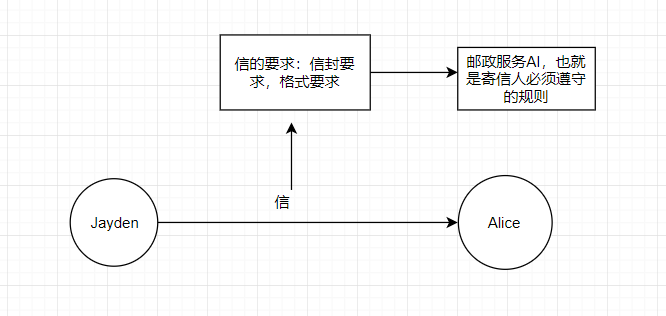 信的要求：信封要
求，格式要求
邮政服务AI，也就
是寄信人必须遵守
的规则
信
Jayden
Alice